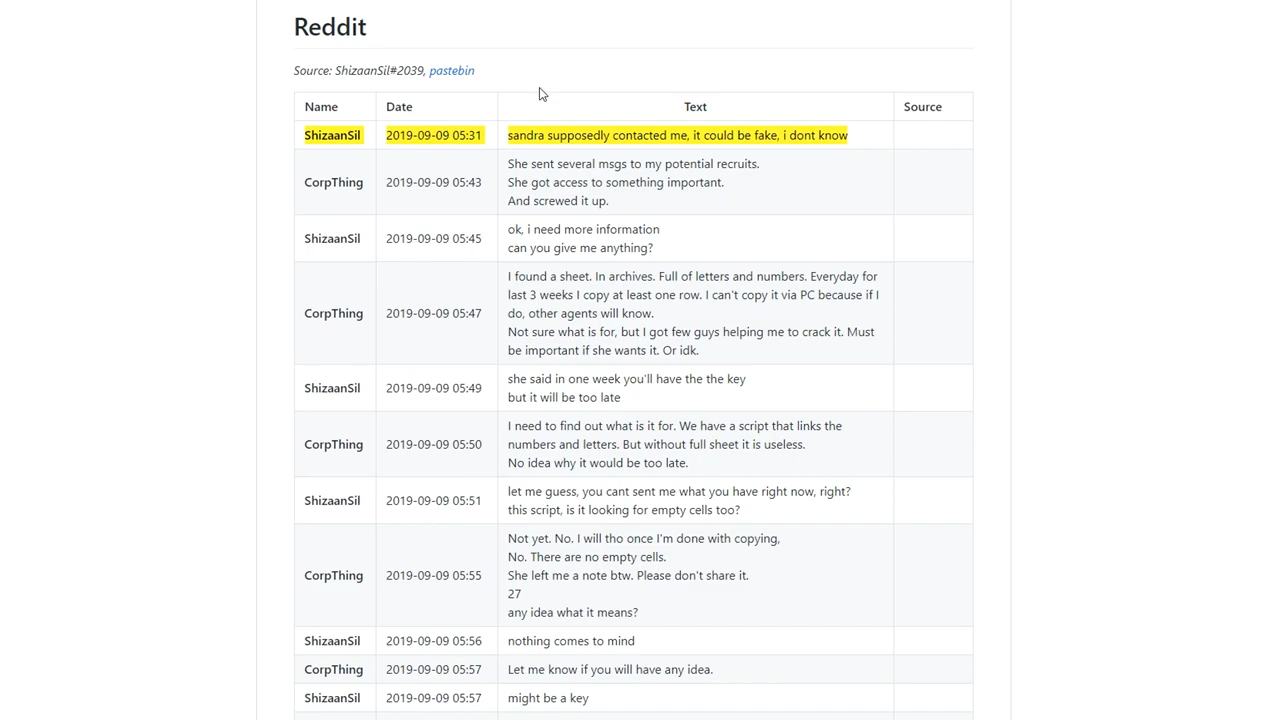 Reddit
Source: ShizaanSil#2039, pastebin
Name Date Text Source
ShizaanSil 2019-09-09 05:31 sandra supposedly contacted me, it could be fake, i dont know
She sent several msgs to my potential recruits.
CorpThing 2019-09-09 05:43 She got access to something important.
And screwed it up.
ok, i need more information
ShizaanSil 2019-09-09 05:45
can you give me anything?
I found a sheet. In archives. Full of letters and numbers. Everyday for
last 3 weeks I copy at least one row. I can't copy it via PC because if I
CorpThing 2019-09-09 05:47 do, other agents will know.
Not sure what is for, but I got few guys helping me to crack it. Must
be important if she wants it. Or idk.
she said in one week you'll have the the key
ShizaanSil 2019-09-09 05:49
but it will be too late
I need to find out what is it for. We have a script that links the
CorpThing 2019-09-09 05:50 numbers and letters. But without full sheet it is useless.
No idea why it would be too late.
let me guess, you cant sent me what you have right now, right?
ShizaanSil 2019-09-09 05:51
this script, is it looking for empty cells too?
Not yet. No. I will tho once I'm done with copying,
No. There are no empty cells.
CorpThing 2019-09-09 05:55 She left me a note btw. Please don't share it.
27
any idea what it means?
ShizaanSil 2019-09-09 05:56 nothing comes to mind
CorpThing 2019-09-09 05:57 Let me know if you will have any idea.
ShizaanSil 2019-09-09 05:57 might be a key